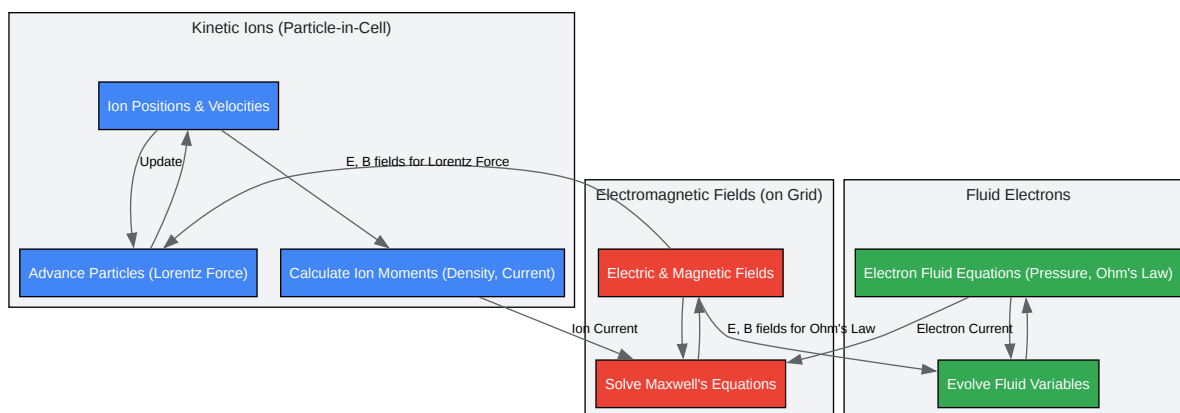 Kinetic Ions (Particle-in-Cell)
Ion Positions & Velocities
Update
E, B fields for Lorentz Force
Electromagnetic Fields (on Grid)
Fluid Electrons
Advance Particles (Lorentz Force)
Calculate Ion Moments (Density, Current)
Electric & Magnetic Fields
Electron Fluid Equations (Pressure, Ohm's Law)
Ion Current
E, B fields for Ohm's Law
Electron Current
Solve Maxwell's Equations
Evolve Fluid Variables